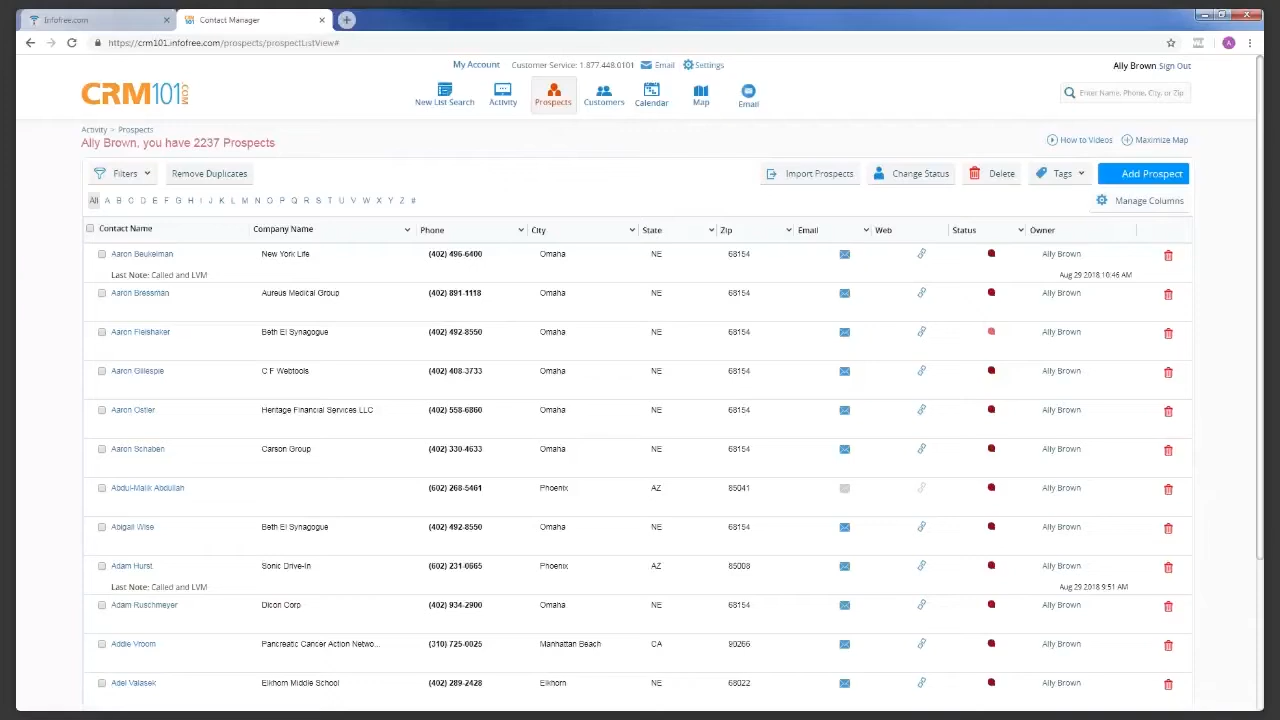 Infofree.com
Contact Manager
https://crm101.infofree.com/prospects/prospectListView#
A
My Account Customer Service: 1.877.448.0101 Email Settings
Ally Brown Sign Out
CRM101.COM
New List Search Activity Prospects Customers Calendar Map Email
Enter Name, Phone, City, or Zip
Activity > Prospects
Ally Brown, you have 2237 Prospects
How to Videos Maximize Map
Filters Remove Duplicates Import Prospects Change Status Delete Tags Add Prospect
All A B C D E F G H I J K L M N O P Q R S T U V W X Y Z #
Manage Columns
Contact Name Company Name Phone City State Zip Email Web Status Owner
Aaron Beukelman New York Life (402) 496-6400 Omaha NE 68154 Ally Brown
Last Note: Called and LVM Aug 29 2018 10:46 AM
Aaron Bressman Aureus Medical Group (402) 891-1118 Omaha NE 68154 Ally Brown
Aaron Fleishaker Beth El Synagogue (402) 492-8550 Omaha NE 68154 Ally Brown
Aaron Gillespie C F Webtools (402) 408-3733 Omaha NE 68154 Ally Brown
Aaron Ostler Heritage Financial Services LLC (402) 558-6860 Omaha NE 68154 Ally Brown
Aaron Schaben Carson Group (402) 330-4633 Omaha NE 68154 Ally Brown
Abdul-Malik Abdullah (602) 268-5461 Phoenix AZ 85041 Ally Brown
Abigail Wise Beth El Synagogue (402) 492-8550 Omaha NE 68154 Ally Brown
Adam Hurst Sonic Drive-In (602) 231-0665 Phoenix AZ 85008 Ally Brown
Last Note: Called and LVM Aug 29 2018 9:51 AM
Adam Ruschmeyer Dicon Corp (402) 934-2900 Omaha NE 68154 Ally Brown
Addie Vroom Pancreatic Cancer Action Netwo... (310) 725-0025 Manhattan Beach CA 90266 Ally Brown
Adel Valasek Elkhorn Middle School (402) 289-2428 Elkhorn NE 68022 Ally Brown